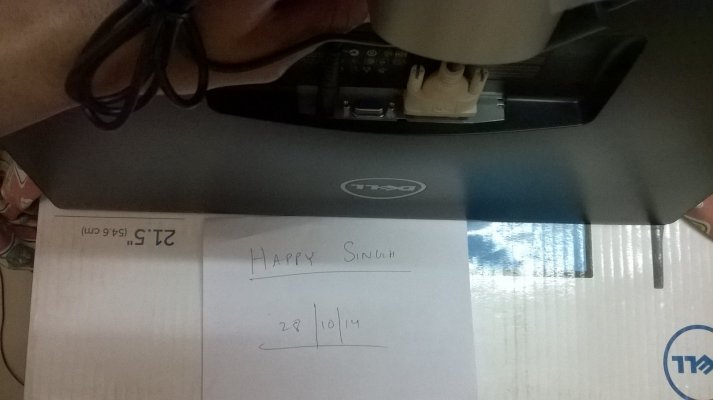 DELL
21.5" (54.6 cm)
HAPPY SINGH
28|10|14
DELL